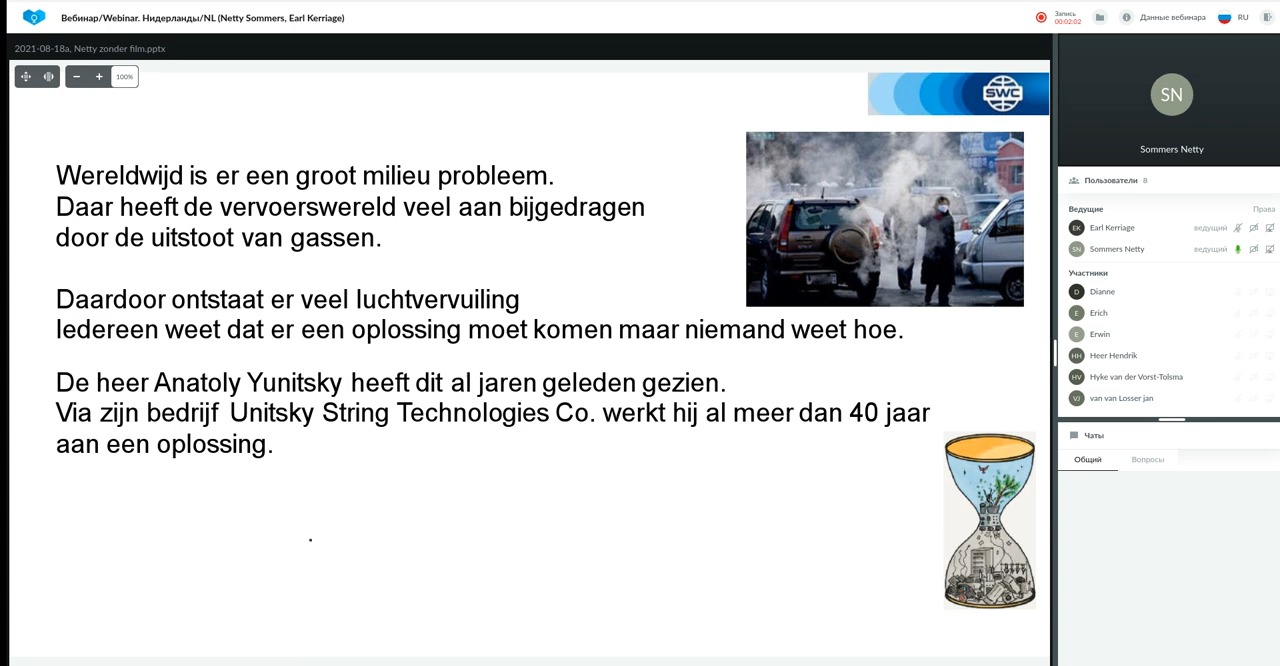 Вебинар/Webinar. Нидерланды/NL (Netty Sommers, Earl Kerriage)
Запись
00:02:02
Данные вебинара
RU
2021-08-18a, Netty zonder film.pptx
100%
SWC
Wereldwijd is er een groot milieu probleem.
Daar heeft de vervoerswereld veel aan bijgedragen
door de uitstoot van gassen.
Daardoor ontstaat er veel luchtvervuiling
Iedereen weet dat er een oplossing moet komen maar niemand weet hoe.
De heer Anatoly Yunitsky heeft dit al jaren geleden gezien.
Via zijn bedrijf Unitsky String Technologies Co. werkt hij al meer dan 40 jaar
aan een oplossing.
.
SN
Sommers Netty
Пользователи 8
Ведущие Права
EK Earl Kerriage ведущий
SN Sommers Netty ведущий
Участники
D Dianne
E Erich
E Erwin
HH Heer Hendrik
HV Hyke van der Vorst-Tolsma
VJ van van Losser jan
Чаты
Общий Вопросы